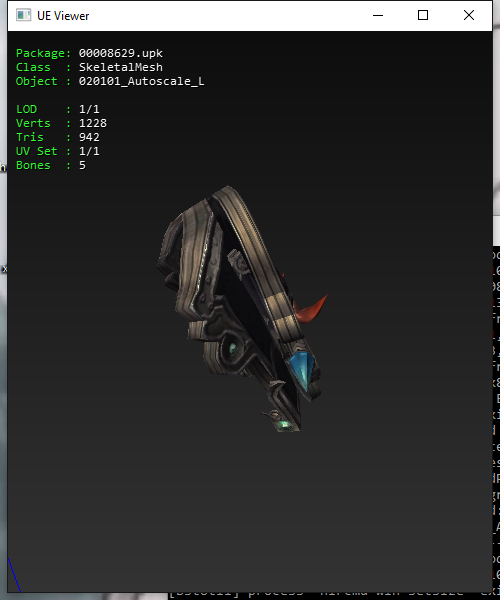 UE Viewer
Package: 00008629.upk
Class : SkeletalMesh
Object : 020101_Autoscale_L
LOD : 1/1
Verts : 1228
Tris : 942
UV Set : 1/1
Bones : 5